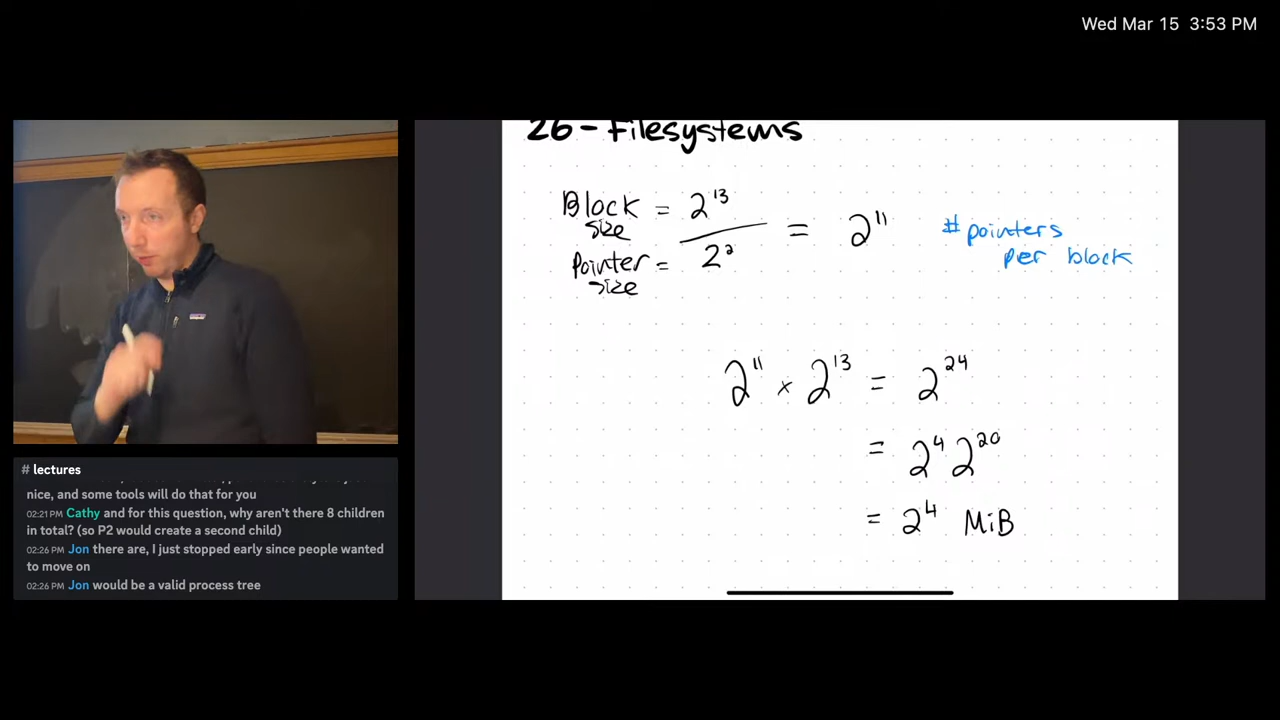 Wed Mar 15 3:53 PM
26 - Filesystems
Block size = 2^13
Pointer size = 2^2
= 2^11
# pointers
per block
2^11 × 2^13 = 2^24
= 2^4 2^20
= 2^4 MiB
# lectures
nice, and some tools will do that for you
02:21 PM Cathy and for this question, why aren't there 8 children
in total? (so P2 would create a second child)
02:26 PM Jon there are, I just stopped early since people wanted
to move on
02:26 PM Jon would be a valid process tree